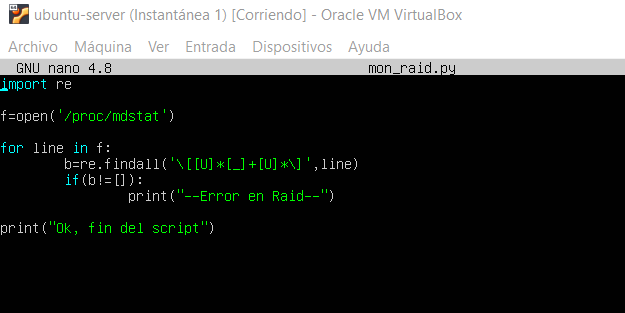 ubuntu-server (Instantánea 1) [Corriendo] - Oracle VM VirtualBox
Archivo Máquina Ver Entrada Dispositivos Ayuda
GNU nano 4.8 mon_raid.py
import re
f=open('/proc/mdstat')
for line in f:
        b=re.findall('\[[U]*[_]+[U]*\]',line)
        if(b!=[]):
                print("--Error en Raid--")
print("Ok, fin del script")